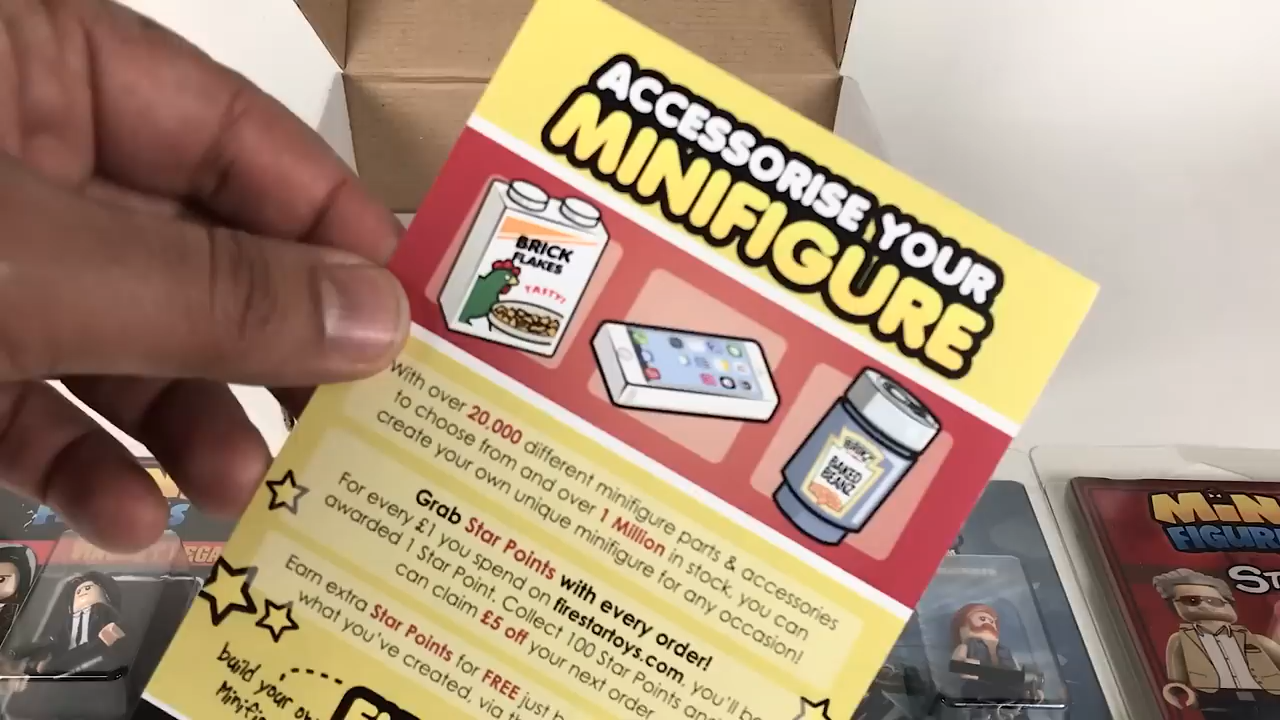 ACCESSORISE YOUR
MINIFIGURE
BRICK
FLAKES
TASTY!
BAKED
BEANZ
With over 20,000 different minifigure parts & accessories
to choose from and over 1 Million in stock, you can
create your own unique minifigure for any occasion!
Grab Star Points with every order!
For every £1 you spend on firestartoys.com, you'll be
awarded 1 Star Point. Collect 100 Star Points and
can claim £5 off your next order
Earn extra Star Points for FREE just b
what you've created, via th
build your ow
Minifig
MINI
FIGURE